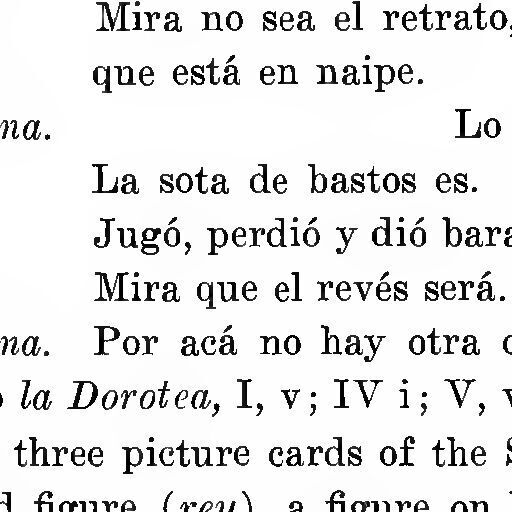 Mira no sea el retrato,
que está en naipe.
na. Lo
La sota de bastos es.
Jugó, perdió y dió bara
Mira que el revés será.
na. Por acá no hay otra
la Dorotea, I, v; IV i; V,
three picture cards of the
figure (rey), a figure on